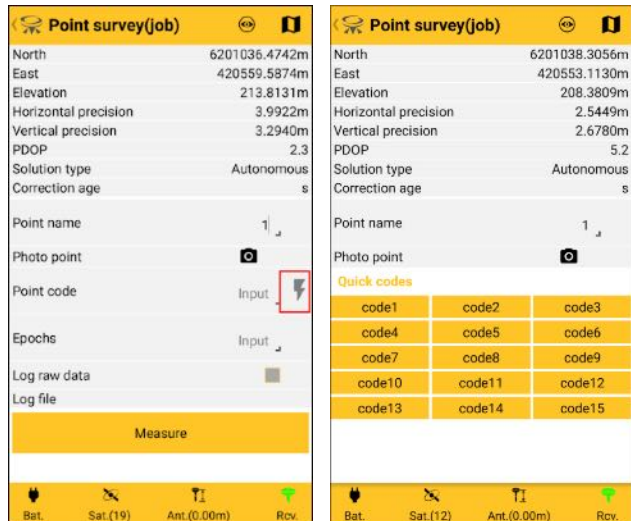 Point survey(job)
North 6201036.4742m
East 420559.5874m
Elevation 213.8131m
Horizontal precision 3.9922m
Vertical precision 3.2940m
PDOP 2.3
Solution type Autonomous
Correction age s
Point name 1
Photo point
Point code Input
Epochs Input
Log raw data
Log file
Measure
Bat. Sat.(19) Ant.(0.00m) Rcv.
Point survey(job)
North 6201038.3056m
East 420553.1130m
Elevation 208.3809m
Horizontal precision 2.5449m
Vertical precision 2.6780m
PDOP 5.2
Solution type Autonomous
Correction age s
Point name 1
Photo point
Quick codes
code1 code2 code3
code4 code5 code6
code7 code8 code9
code10 code11 code12
code13 code14 code15
Bat. Sat.(12) Ant.(0.00m) Rcv.